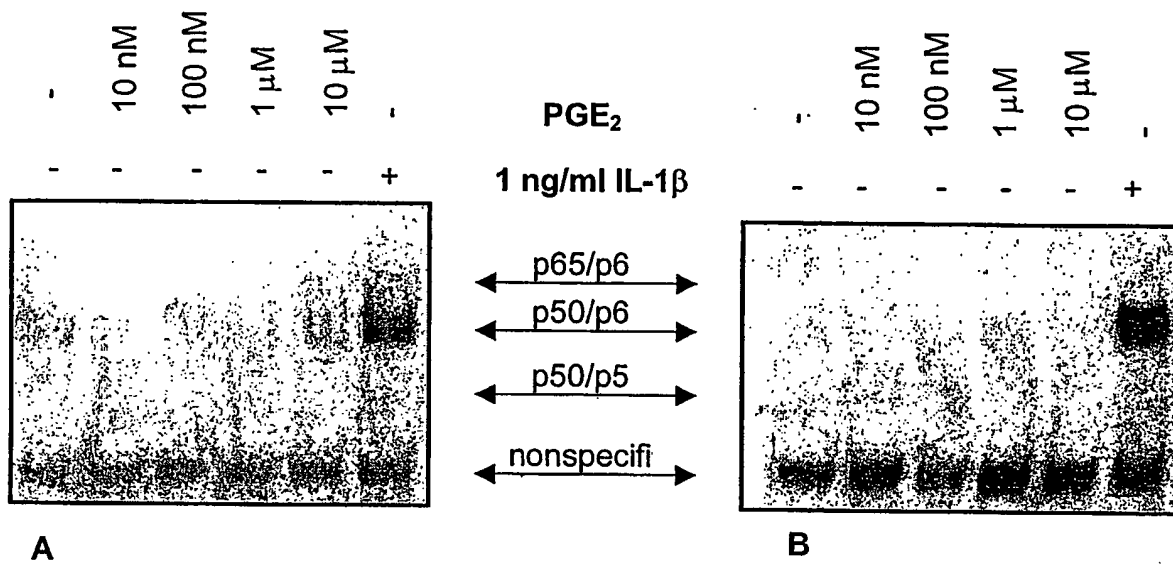 - 10 nM 100 nM 1 µM 10 µM -
PGE₂
- 10 nM 100 nM 1 µM 10 µM -
- - - - - +
1 ng/ml IL-1β
- - - - - +
p65/p6
p50/p6
p50/p5
nonspecifi
A
B